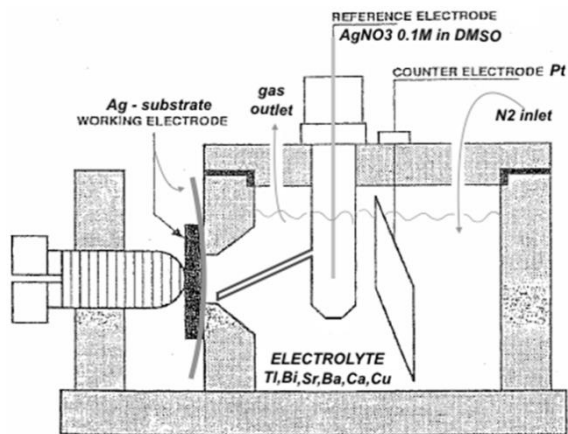 REFERENCE ELECTRODE
AgNO3 0.1M in DMSO
COUNTER ELECTRODE Pt
gas
outlet
N2 inlet
Ag - substrate
WORKING ELECTRODE
ELECTROLYTE
Tl,Bi,Sr,Ba,Ca,Cu